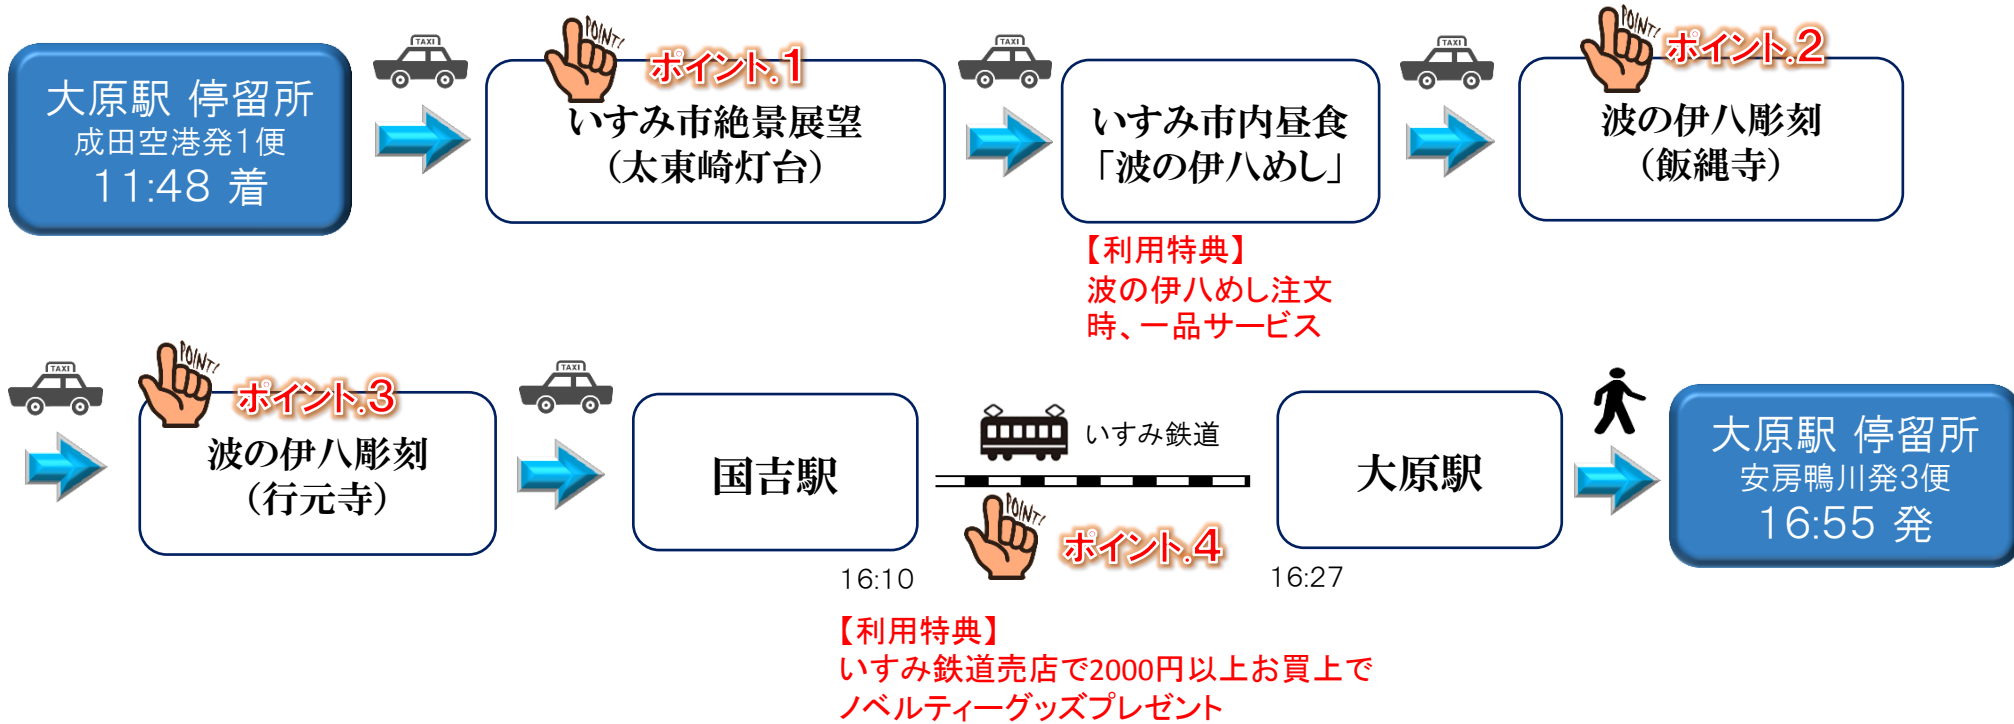 大原駅 停留所
成田空港発1便
11:48 着
TAXI
POINT!
ポイント.1
いすみ市絶景展望
（太東崎灯台）
TAXI
いすみ市内昼食
「波の伊八めし」
【利用特典】
波の伊八めし注文
時、一品サービス
TAXI
POINT!
ポイント.2
波の伊八彫刻
（飯縄寺）
TAXI
POINT!
ポイント.3
波の伊八彫刻
（行元寺）
TAXI
国吉駅
16:10
いすみ鉄道
POINT!
ポイント.4
【利用特典】
いすみ鉄道売店で2000円以上お買上で
ノベルティーグッズプレゼント
大原駅
16:27
大原駅 停留所
安房鴨川発3便
16:55 発